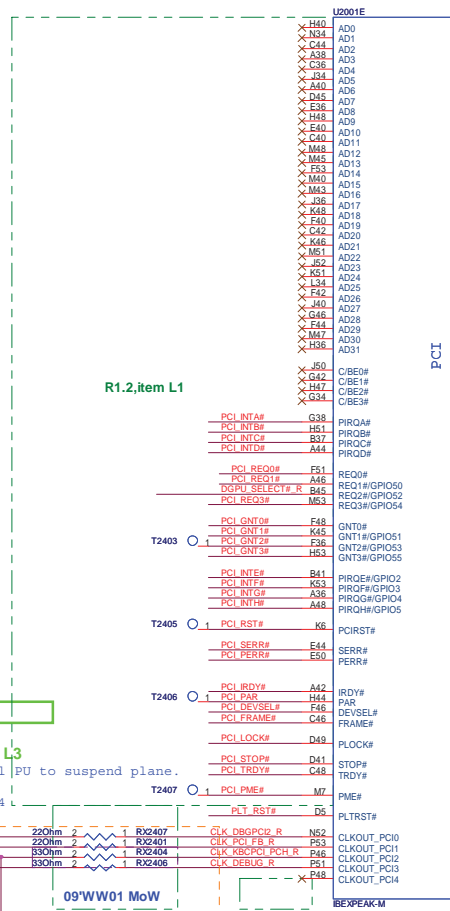 U2001E
H40 AD0
N34 AD1
C44 AD2
A38 AD3
C36 AD4
J34 AD5
A40 AD6
D45 AD7
E36 AD8
H48 AD9
E40 AD10
C40 AD11
M48 AD12
M45 AD13
F53 AD14
M40 AD15
M43 AD16
J36 AD17
K48 AD18
F40 AD19
C42 AD20
K46 AD21
M51 AD22
J52 AD23
K51 AD24
L34 AD25
F42 AD26
J40 AD27
G46 AD28
F44 AD29
M47 AD30
H36 AD31
PCI
J50 C/BE0#
G42 C/BE1#
H47 C/BE2#
G34 C/BE3#
R1.2,item L1
PCI_INTA# G38 PIRQA#
PCI_INTB# H51 PIRQB#
PCI_INTC# B37 PIRQC#
PCI_INTD# A44 PIRQD#
PCI_REQ0# F51 REQ0#
PCI_REQ1# A46 REQ1#/GPIO50
DGPU_SELECT#_R B45 REQ2#/GPIO52
PCI_REQ3# M53 REQ3#/GPIO54
PCI_GNT0# F48 GNT0#
PCI_GNT1# K45 GNT1#/GPIO51
T2403 1 PCI_GNT2# F36 GNT2#/GPIO53
PCI_GNT3# H53 GNT3#/GPIO55
PCI_INTE# B41 PIRQE#/GPIO2
PCI_INTF# K53 PIRQF#/GPIO3
PCI_INTG# A36 PIRQG#/GPIO4
PCI_INTH# A48 PIRQH#/GPIO5
T2405 1 PCI_RST# K6 PCIRST#
PCI_SERR# E44 SERR#
PCI_PERR# E50 PERR#
PCI_IRDY# A42 IRDY#
T2406 1 PCI_PAR H44 PAR
PCI_DEVSEL# F46 DEVSEL#
PCI_FRAME# C46 FRAME#
PCI_LOCK# D49 PLOCK#
L3
PCI_STOP# D41 STOP#
PCI_TRDY# C48 TRDY#
PU to suspend plane.
T2407 1 PCI_PME# M7 PME#
PLT_RST# D5 PLTRST#
22Ohm 2 1 RX2407 CLK_DBGPCI2_R N52 CLKOUT_PCI0
22Ohm 2 1 RX2401 CLK_PCI_FB_R P53 CLKOUT_PCI1
33Ohm 2 1 RX2404 CLK_KBCPCI_PCH_R P46 CLKOUT_PCI2
33Ohm 2 1 RX2406 CLK_DEBUG_R P51 CLKOUT_PCI3
P48 CLKOUT_PCI4
09'WW01 MoW
IBEXPEAK-M